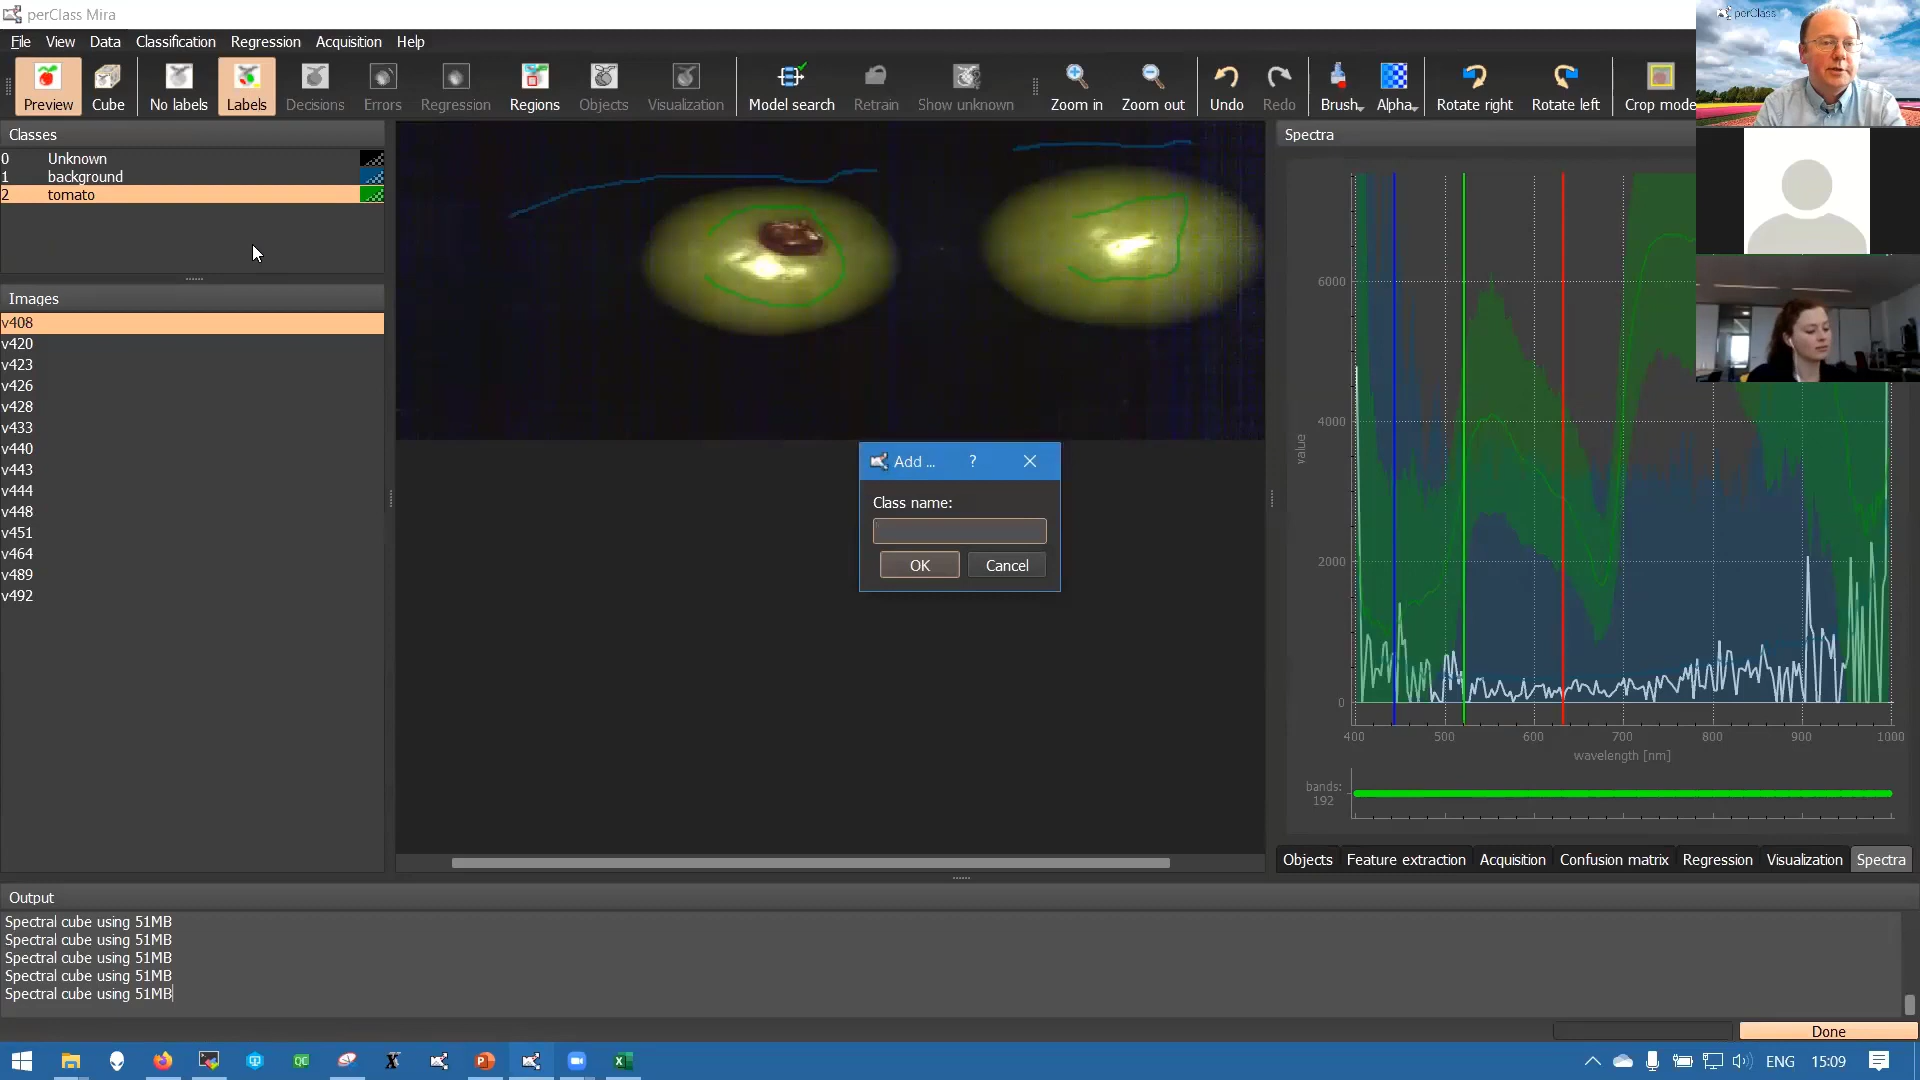 perClass Mira
File View Data Classification Regression Acquisition Help
Preview Cube No labels Labels Decisions Errors Regression Regions Objects Visualization Model search Retrain Show unknown Zoom in Zoom out Undo Redo Brush Alpha Rotate right Rotate left Crop mode
perClass
Classes
0 Unknown
1 background
2 tomato
Images
v408
v420
v423
v426
v428
v433
v440
v443
v444
v448
v451
v464
v489
v492
Add ... ?
Class name:
OK Cancel
Spectra
6000
4000
2000
0
value
400 500 600 700 800 900 1000
wavelength [nm]
bands:
192
Objects Feature extraction Acquisition Confusion matrix Regression Visualization Spectra
Output
Spectral cube using 51MB
Spectral cube using 51MB
Spectral cube using 51MB
Spectral cube using 51MB
Spectral cube using 51MB
Done
QC
ENG 15:09